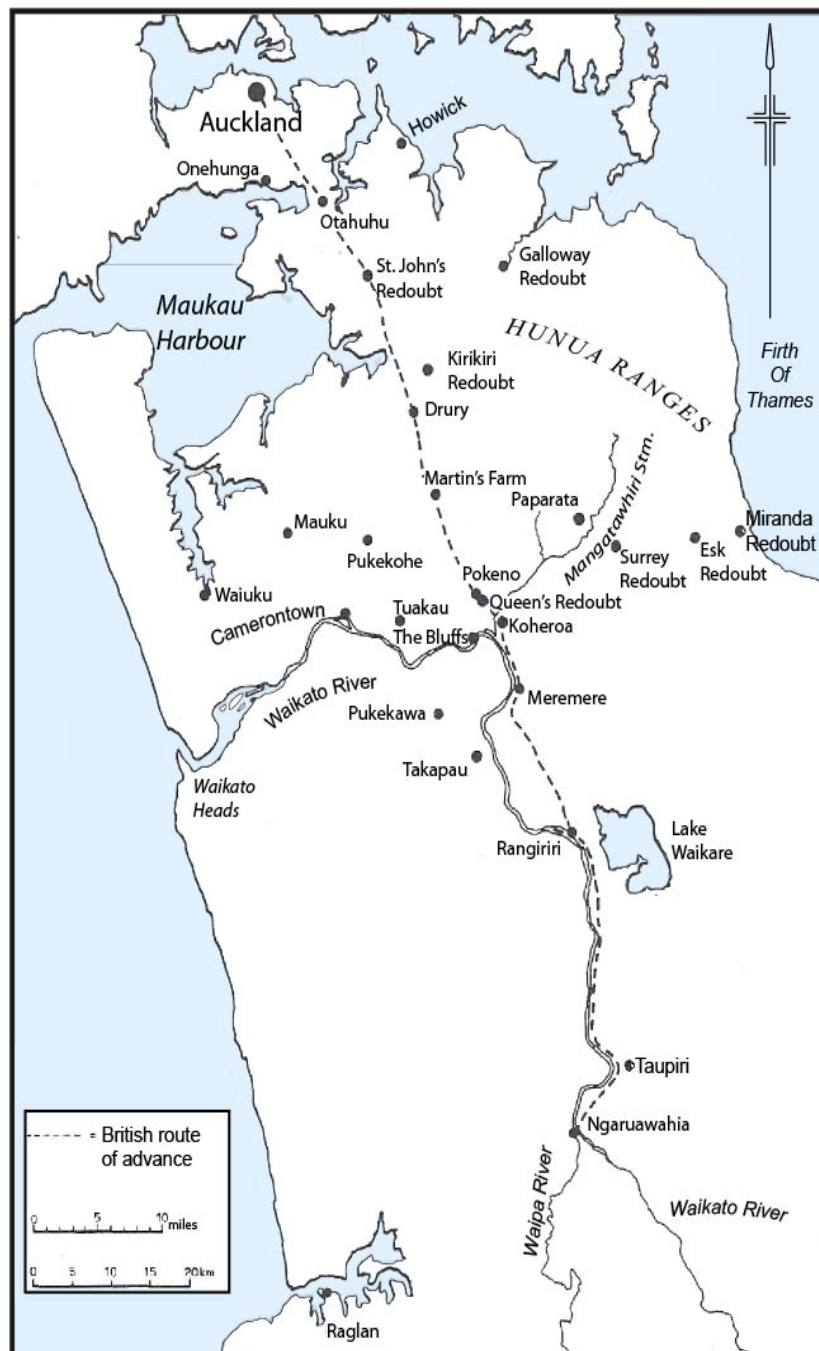 Auckland
Howick
Onehunga
Otahuhu
St. John's
Redoubt
Galloway
Redoubt
Maukau
Harbour
HUNUA RANGES
Firth
Of
Thames
Kirikiri
Redoubt
Drury
Martin's Farm
Paparata
Mangatawhiri Stm.
Miranda
Redoubt
Mauku
Pukekohe
Surrey
Redoubt
Esk
Redoubt
Waiuku
Pokeno
Queen's Redoubt
Camerontown
Tuakau
Koheroa
The Bluffs
Waikato River
Meremere
Pukekawa
Takapau
Waikato
Heads
Rangiriri
Lake
Waikare
Taupiri
Ngaruawahia
Waipa River
Waikato River
= British route
of advance
0 5 10 miles
0 5 10 15 20 km
Raglan